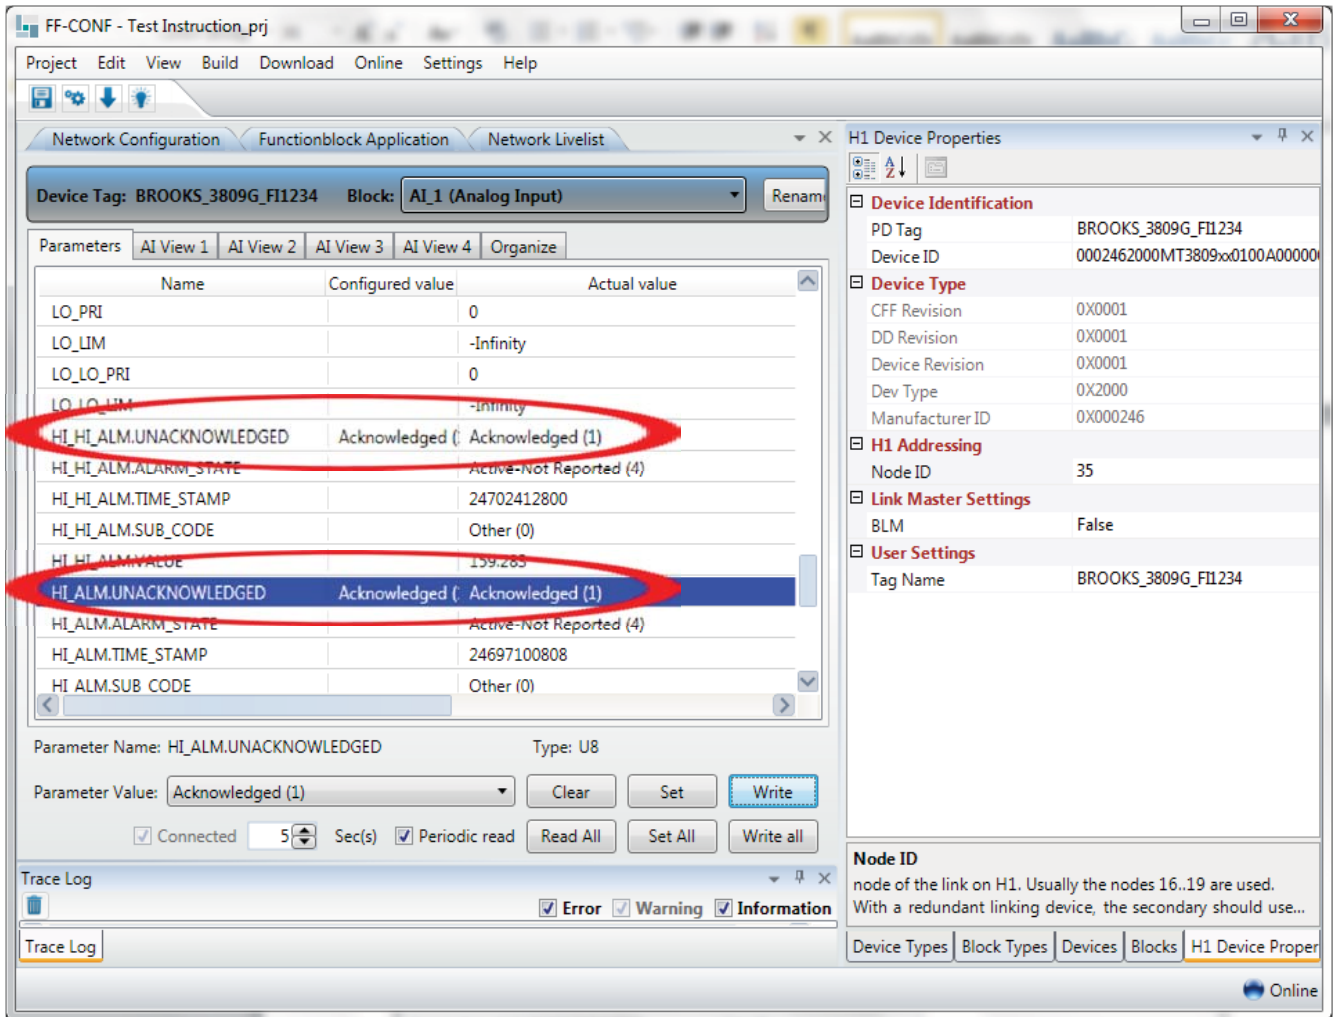 FF-CONF - Test Instruction_prj
Project Edit View Build Download Online Settings Help
Network Configuration Functionblock Application Network Livelist
Device Tag: BROOKS_3809G_FI1234 Block: AI_1 (Analog Input) Renam
Parameters AI View 1 AI View 2 AI View 3 AI View 4 Organize
Name Configured value Actual value
LO_PRI 0
LO_LIM -Infinity
LO_LO_PRI 0
LO_LO_LIM -Infinity
HI_HI_ALM.UNACKNOWLEDGED Acknowledged (: Acknowledged (1)
HI_HI_ALM.ALARM_STATE Active-Not Reported (4)
HI_HI_ALM.TIME_STAMP 24702412800
HI_HI_ALM.SUB_CODE Other (0)
HI_HI_ALM.VALUE 159.283
HI_ALM.UNACKNOWLEDGED Acknowledged (: Acknowledged (1)
HI_ALM.ALARM_STATE Active-Not Reported (4)
HI_ALM.TIME_STAMP 24697100808
HI_ALM.SUB_CODE Other (0)
Parameter Name: HI_ALM.UNACKNOWLEDGED Type: U8
Parameter Value: Acknowledged (1) Clear Set Write
Connected 5 Sec(s) Periodic read Read All Set All Write all
Trace Log
Error Warning Information
Trace Log
H1 Device Properties
Device Identification
PD Tag BROOKS_3809G_FI1234
Device ID 0002462000MT3809xx0100A00000
Device Type
CFF Revision 0X0001
DD Revision 0X0001
Device Revision 0X0001
Dev Type 0X2000
Manufacturer ID 0X000246
H1 Addressing
Node ID 35
Link Master Settings
BLM False
User Settings
Tag Name BROOKS_3809G_FI1234
Node ID
node of the link on H1. Usually the nodes 16..19 are used.
With a redundant linking device, the secondary should use...
Device Types Block Types Devices Blocks H1 Device Proper
Online